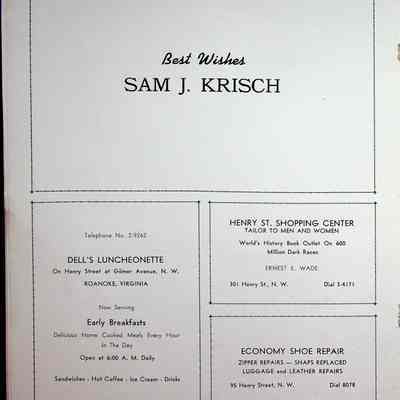 Best Wishes
SAM J. KRISCH
Telephone No. 2-9262
DELL'S LUNCHEONETTE
On Henry Street at Gilmer Avenue, N. W.
ROANOKE, VIRGINIA
Now Serving
Early Breakfasts
Delicious Home Cooked Meals Every Hour
In The Day
Open at 6:00 A. M. Daily
Sandwiches - Hot Coffee - Ice Cream - Drinks
HENRY ST. SHOPPING CENTER
TAILOR TO MEN AND WOMEN
World's History Book Outlet On 600
Million Dark Races
ERNEST E. WADE
301 Henry St., N. W. Dial 3-4171
ECONOMY SHOE REPAIR
ZIPPER REPAIRS — SNAPS REPLACED
LUGGAGE and LEATHER REPAIRS
95 Henry Street, N. W. Dial 8078